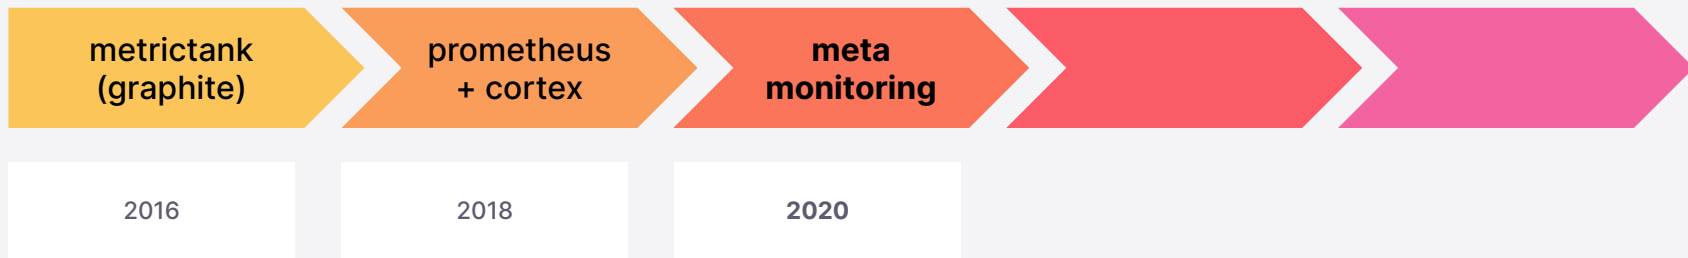 metrictank
(graphite)
prometheus
+ cortex
meta
monitoring
2016
2018
2020